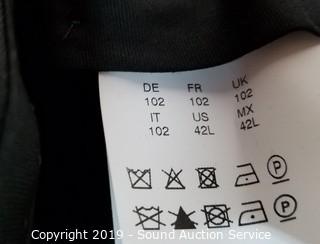 DE FR UK
102 102 102
IT US MX
102 42L 42L
P
P
Copyright 2019 - Sound Auction Service